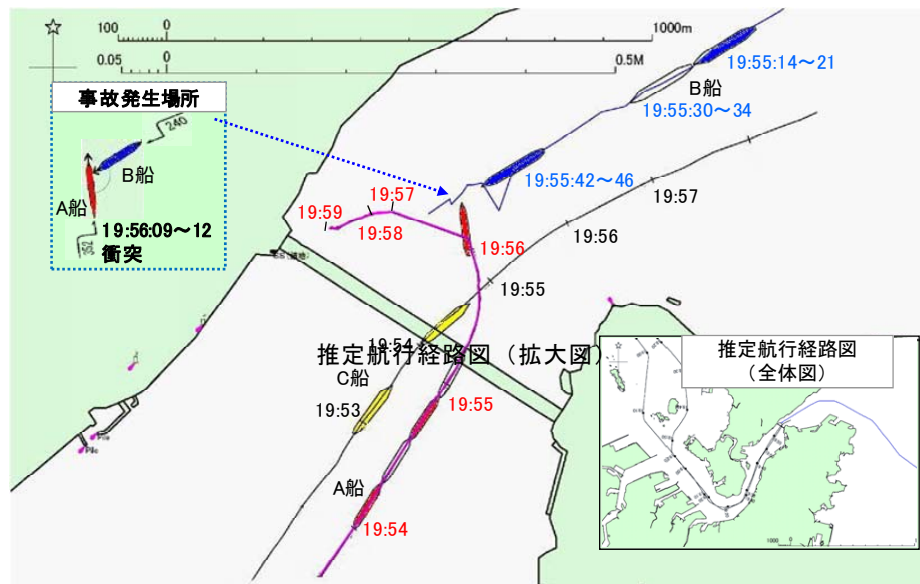 100
0
1000m
0.05
0
0.5M
事故発生場所
240
B船
A船
352
19:56:09～12
衝突
19:55:14～21
B船
19:55:30～34
19:55:42～46
19:57
19:59
19:58
19:57
19:56
19:56
19:55
19:54
推定航行経路図（拡大図）
C船
19:53
19:55
A船
19:54
推定航行経路図
（全体図）
1000